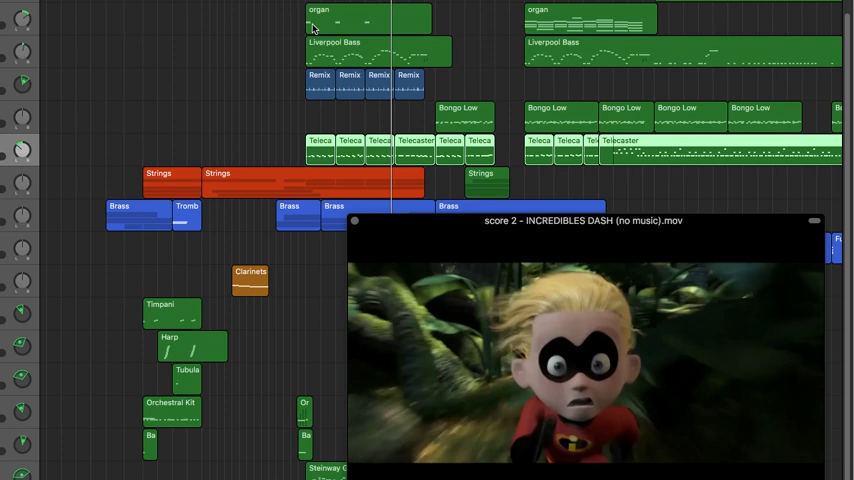 organ organ
Liverpool Bass Liverpool Bass
Remix Remix Remix Remix
Bongo Low Bongo Low Bongo Low Bongo Low Bongo Low
Teleca Teleca Teleca Telecaster Teleca Teleca Teleca Teleca Tele Telecaster
Strings Strings Strings
Brass Tromb Brass Brass Brass
score 2 - INCREDIBLES DASH (no music).mov
Clarinets
Timpani
Harp
Tubula
Orchestral Kit Or
Ba Ba
Steinway G